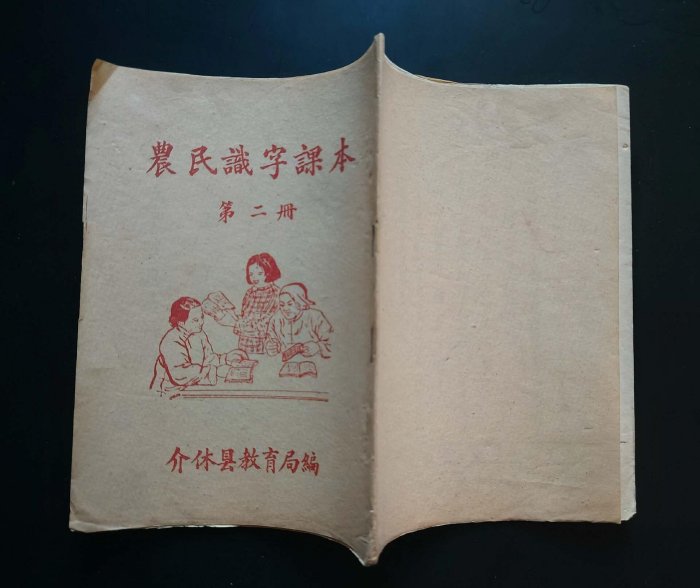 農民識字課本
第二冊
介休县教育局編